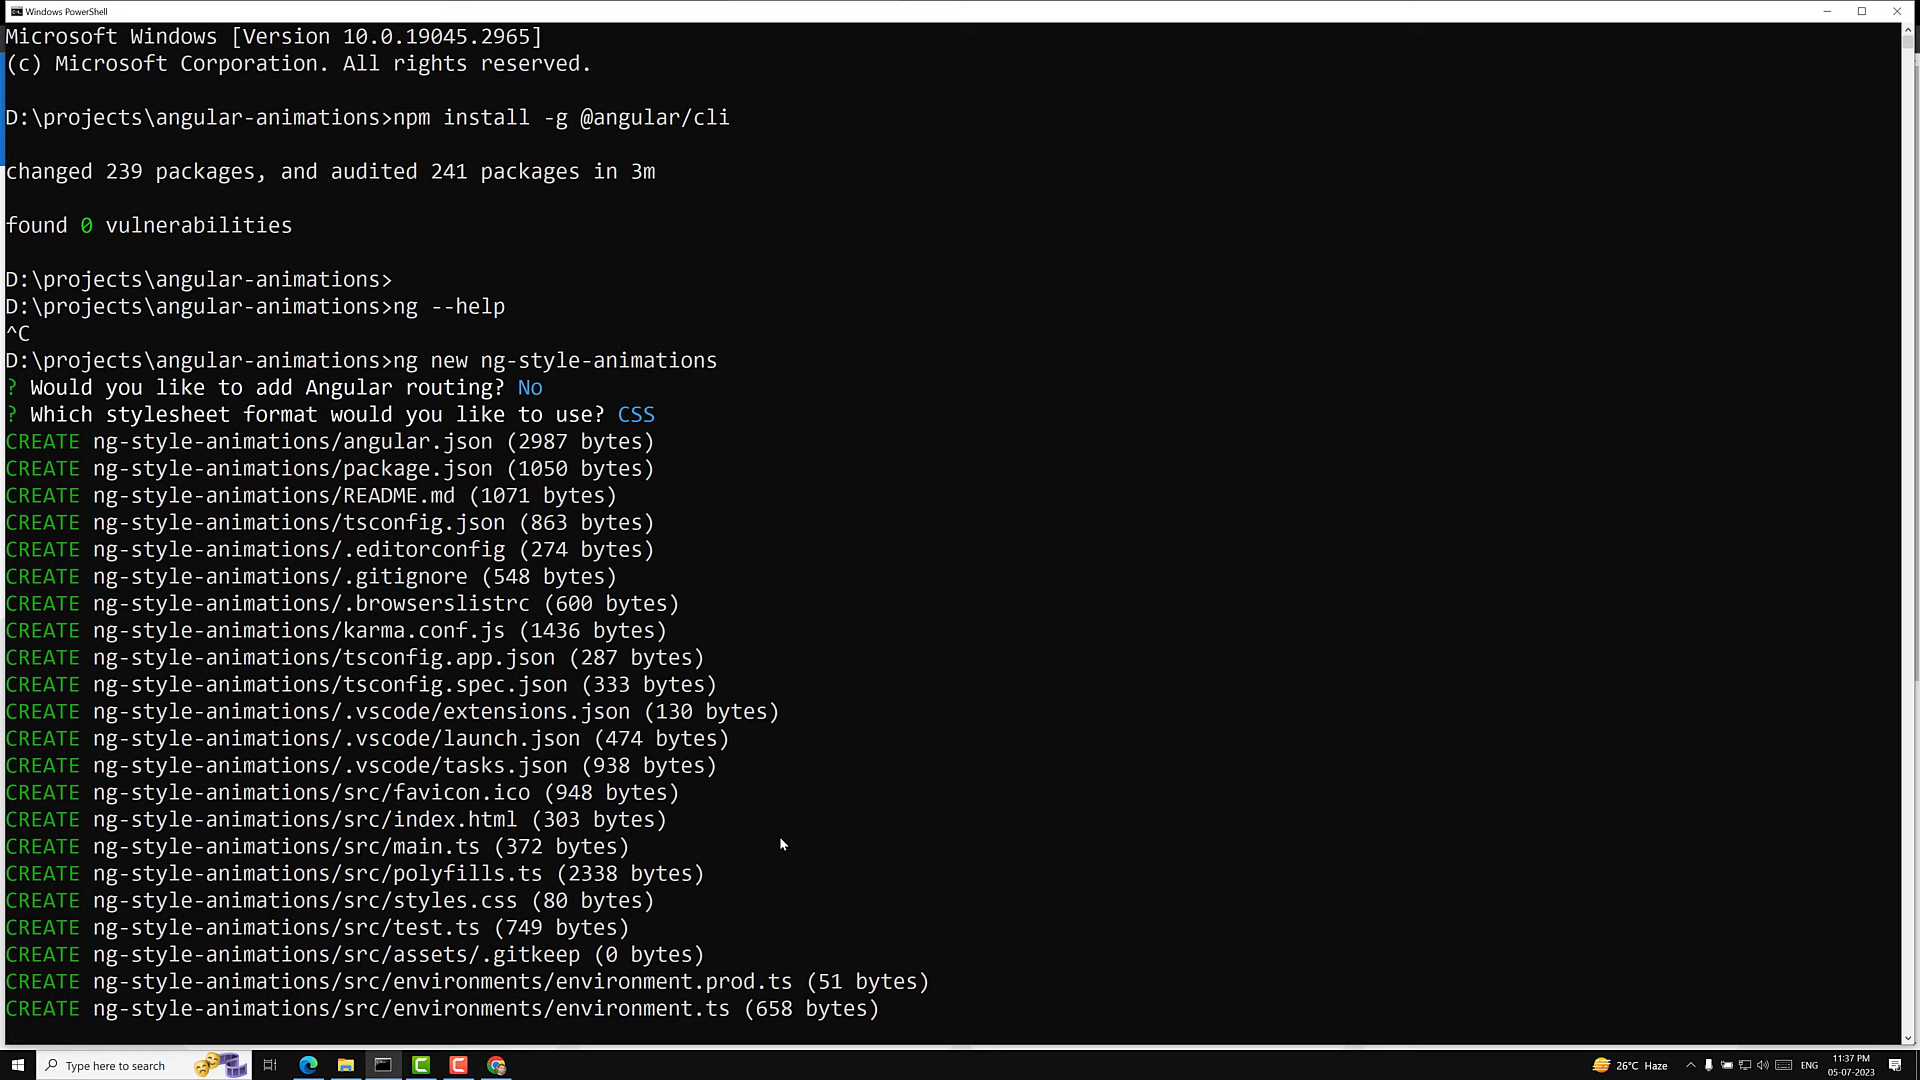 Windows PowerShell
Microsoft Windows [Version 10.0.19045.2965]
(c) Microsoft Corporation. All rights reserved.
D:\projects\angular-animations>npm install -g @angular/cli
changed 239 packages, and audited 241 packages in 3m
found 0 vulnerabilities
D:\projects\angular-animations>
D:\projects\angular-animations>ng --help
^C
D:\projects\angular-animations>ng new ng-style-animations
? Would you like to add Angular routing? No
? Which stylesheet format would you like to use? CSS
CREATE ng-style-animations/angular.json (2987 bytes)
CREATE ng-style-animations/package.json (1050 bytes)
CREATE ng-style-animations/README.md (1071 bytes)
CREATE ng-style-animations/tsconfig.json (863 bytes)
CREATE ng-style-animations/.editorconfig (274 bytes)
CREATE ng-style-animations/.gitignore (548 bytes)
CREATE ng-style-animations/.browserslistrc (600 bytes)
CREATE ng-style-animations/karma.conf.js (1436 bytes)
CREATE ng-style-animations/tsconfig.app.json (287 bytes)
CREATE ng-style-animations/tsconfig.spec.json (333 bytes)
CREATE ng-style-animations/.vscode/extensions.json (130 bytes)
CREATE ng-style-animations/.vscode/launch.json (474 bytes)
CREATE ng-style-animations/.vscode/tasks.json (938 bytes)
CREATE ng-style-animations/src/favicon.ico (948 bytes)
CREATE ng-style-animations/src/index.html (303 bytes)
CREATE ng-style-animations/src/main.ts (372 bytes)
CREATE ng-style-animations/src/polyfills.ts (2338 bytes)
CREATE ng-style-animations/src/styles.css (80 bytes)
CREATE ng-style-animations/src/test.ts (749 bytes)
CREATE ng-style-animations/src/assets/.gitkeep (0 bytes)
CREATE ng-style-animations/src/environments/environment.prod.ts (51 bytes)
CREATE ng-style-animations/src/environments/environment.ts (658 bytes)
Type here to search
26°C Haze
ENG
11:37 PM
05-07-2023